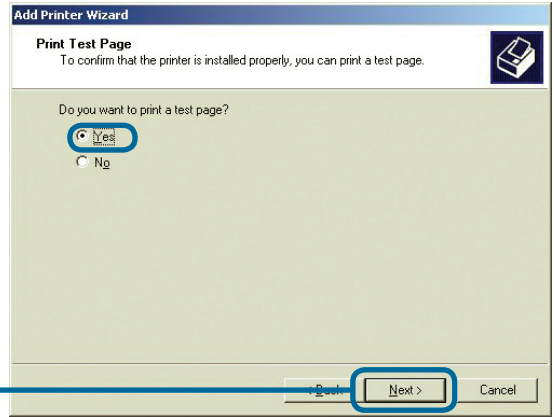 Add Printer Wizard
Print Test Page
To confirm that the printer is installed properly, you can print a test page.
Do you want to print a test page?
Yes
No
< Back
Next >
Cancel